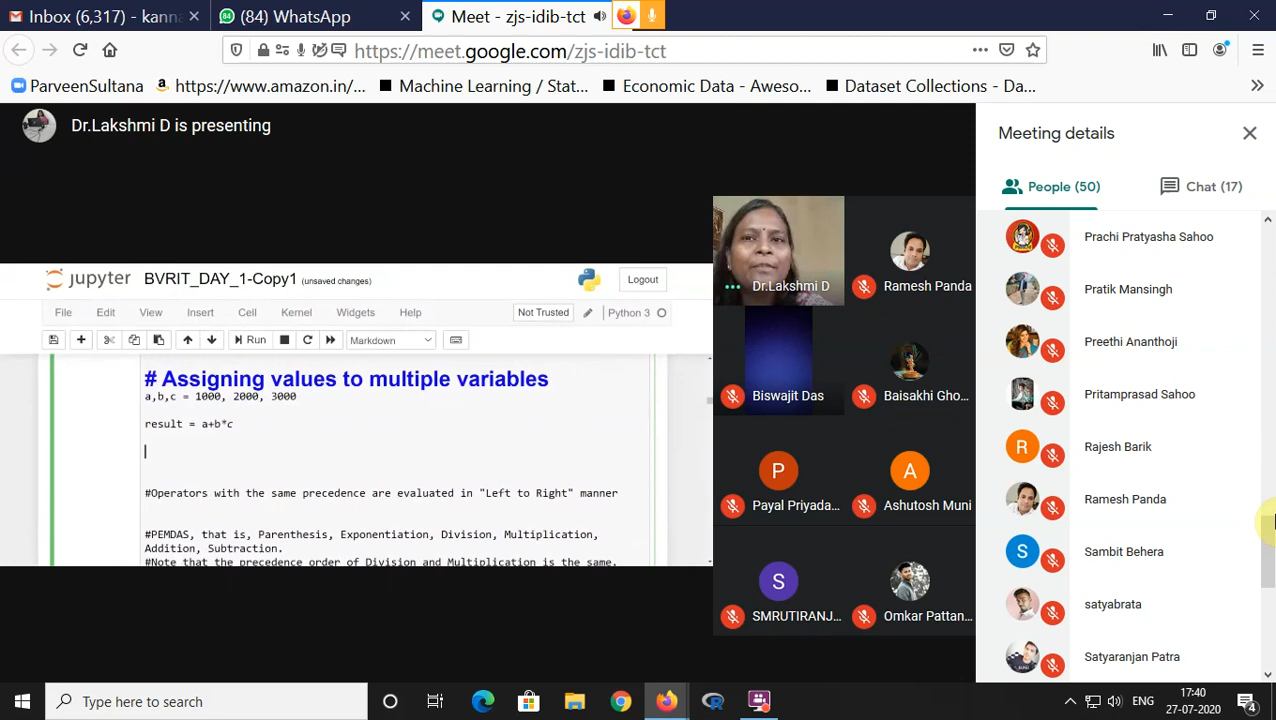 Inbox (6,317) - kanna
(84) WhatsApp
Meet - zjs-idib-tct
https://meet.google.com/zjs-idib-tct
ParveenSultana
https://www.amazon.in/...
Machine Learning / Stat...
Economic Data - Aweso...
Dataset Collections - Da...
Dr.Lakshmi D is presenting
Meeting details
People (50)
Chat (17)
Prachi Pratyasha Sahoo
Pratik Mansingh
Preethi Ananthoji
Pritamprasad Sahoo
R
Rajesh Barik
Ramesh Panda
S
Sambit Behera
satyabrata
Satyaranjan Patra
Dr.Lakshmi D
Ramesh Panda
Biswajit Das
Baisakhi Gho...
P
A
Payal Priyada...
Ashutosh Muni
S
SMRUTIRANJ...
Omkar Pattan...
jupyter BVRIT_DAY_1-Copy1 (unsaved changes)
Logout
File Edit View Insert Cell Kernel Widgets Help
Not Trusted
Python 3
Run
Markdown
# Assigning values to multiple variables
a,b,c = 1000, 2000, 3000
result = a+b*c
#Operators with the same precedence are evaluated in "Left to Right" manner
#PEMDAS, that is, Parenthesis, Exponentiation, Division, Multiplication,
Addition, Subtraction.
#Note that the precedence order of Division and Multiplication is the same.
Type here to search
R
ENG
17:40
27-07-2020
4